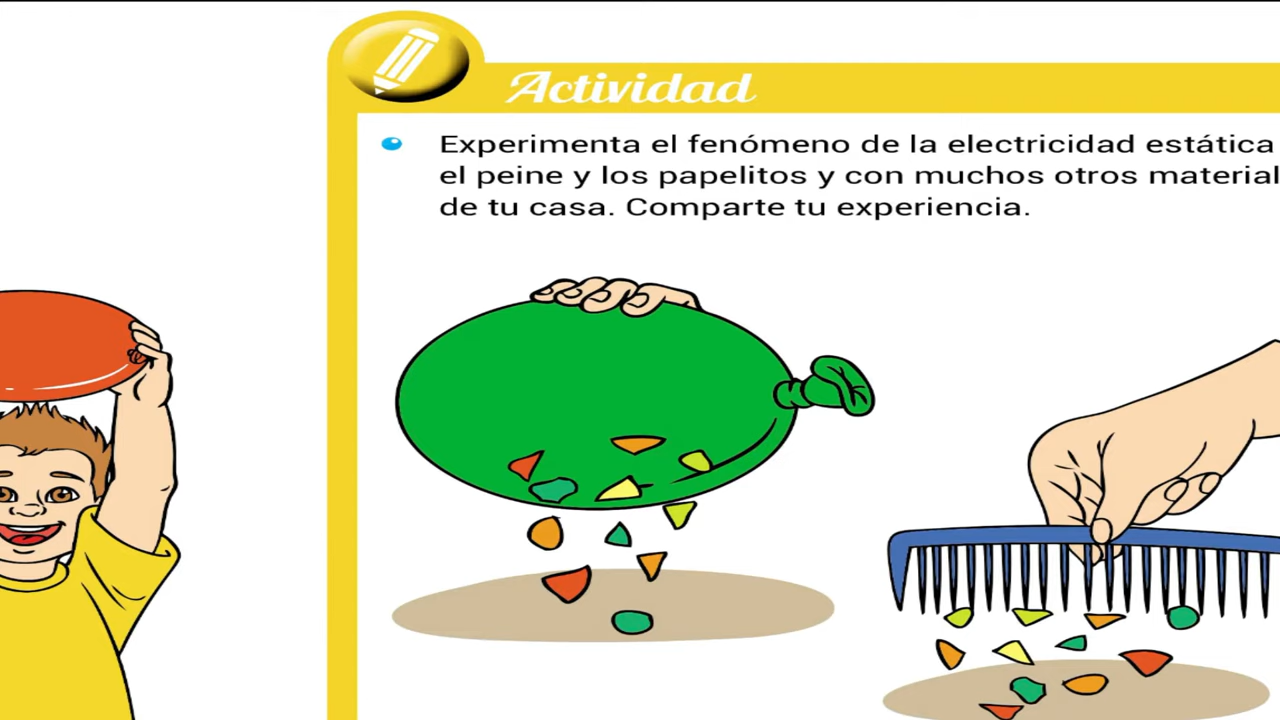 Actividad
Experimenta el fenómeno de la electricidad estática
el peine y los papelitos y con muchos otros material
de tu casa. Comparte tu experiencia.